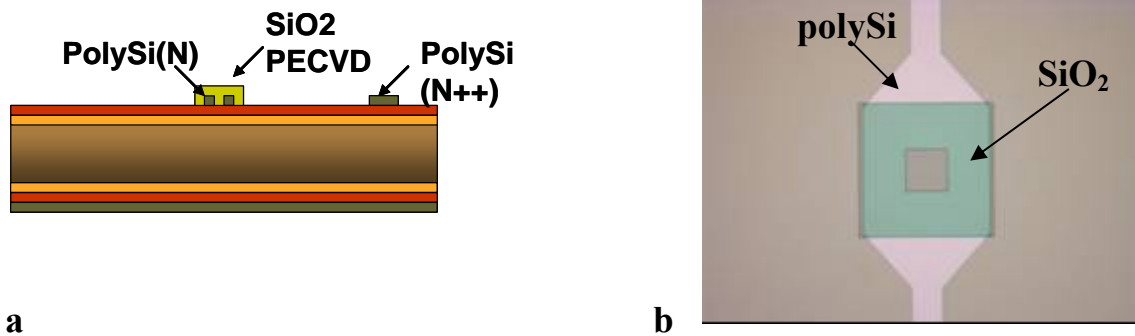 SiO2
PECVD
PolySi(N)
PolySi
(N++)
polySi
SiO₂
a
b